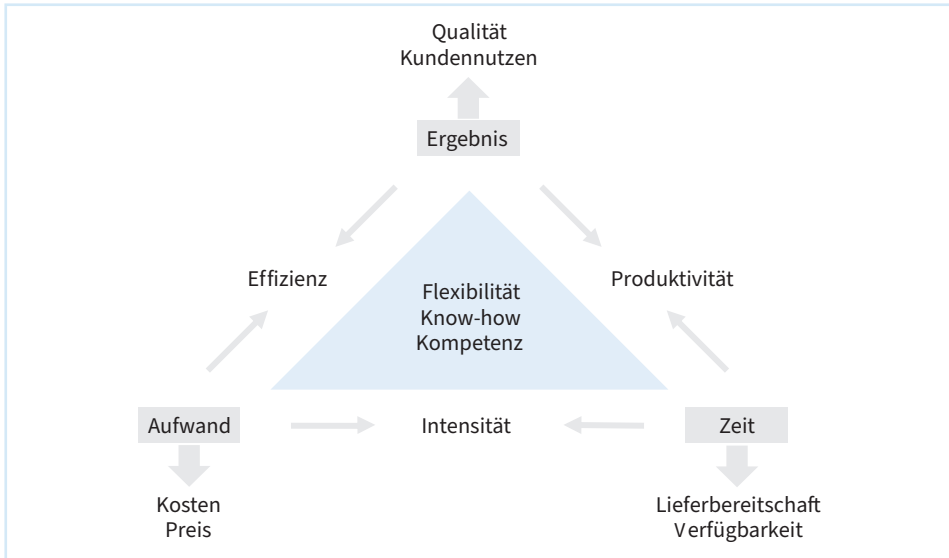 Qualität
Kundennutzen
Ergebnis
Effizienz
Produktivität
Flexibilität
Know-how
Kompetenz
Aufwand
Intensität
Zeit
Kosten
Preis
Lieferbereitschaft
Verfügbarkeit